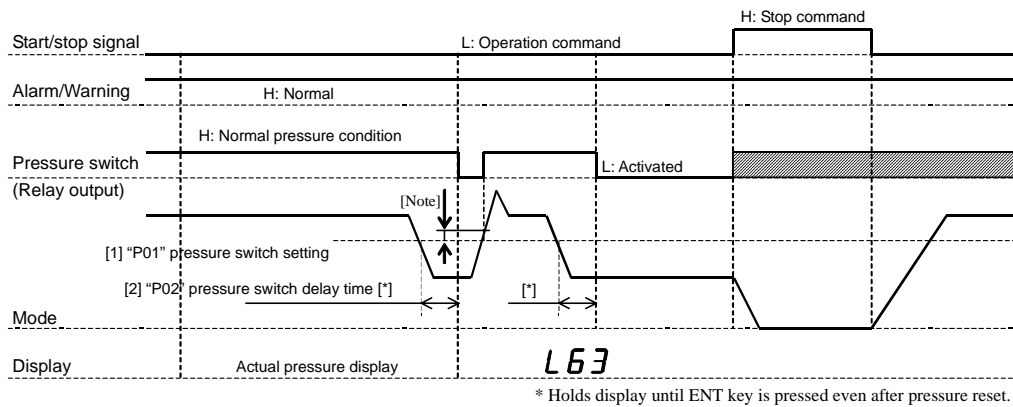 H: Stop command
Start/stop signal
L: Operation command
Alarm/Warning
H: Normal
H: Normal pressure condition
Pressure switch
(Relay output)
L: Activated
[Note]
[1] “P01” pressure switch setting
[2] “P02” pressure switch delay time [*]
[*]
Mode
Display
Actual pressure display
L63
* Holds display until ENT key is pressed even after pressure reset.